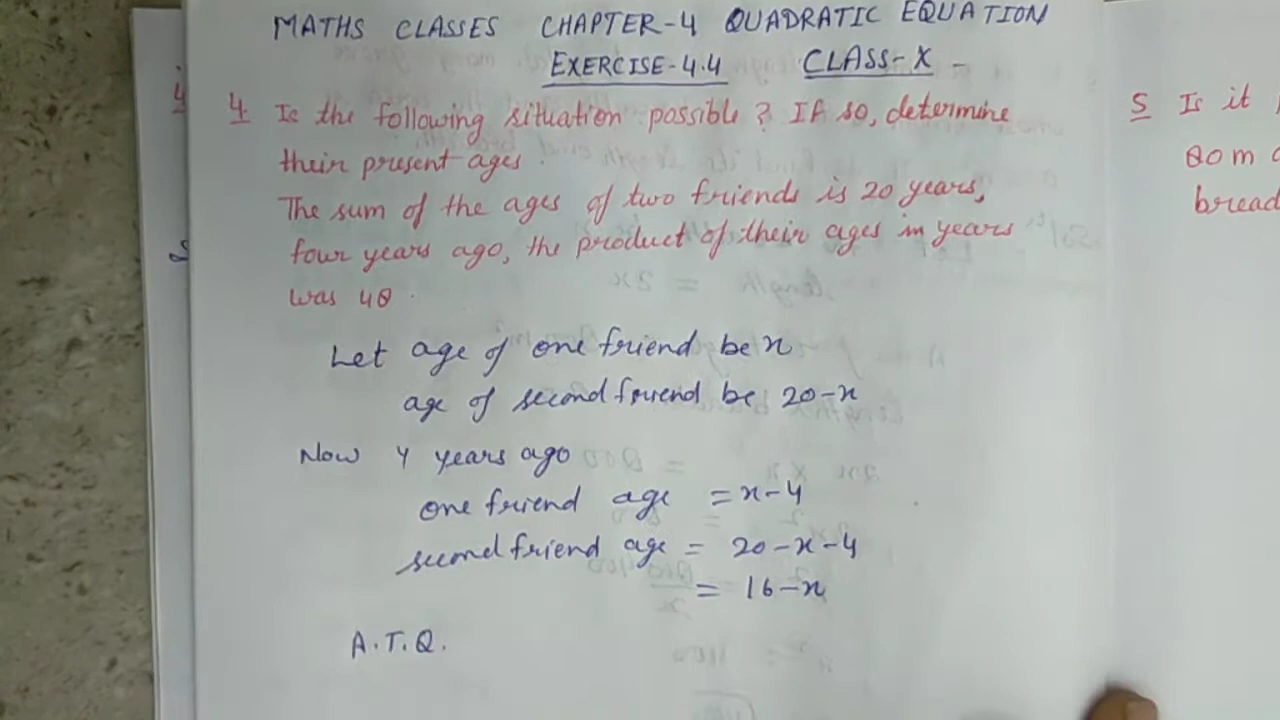 MATHS CLASSES CHAPTER-4 QUADRATIC EQUATION
EXERCISE-4.4 CLASS-X -
4 Is the following situation possible? If so, determine
their present ages.
The sum of the ages of two friends is 20 years,
four years ago, the product of their ages in years
was 48.
Let age of one friend be x
age of second friend be 20-x
Now 4 years ago
one friend age = x-4
second friend age = 20-x-4
= 16-x
A.T.Q.
5 Is it
80m
bread